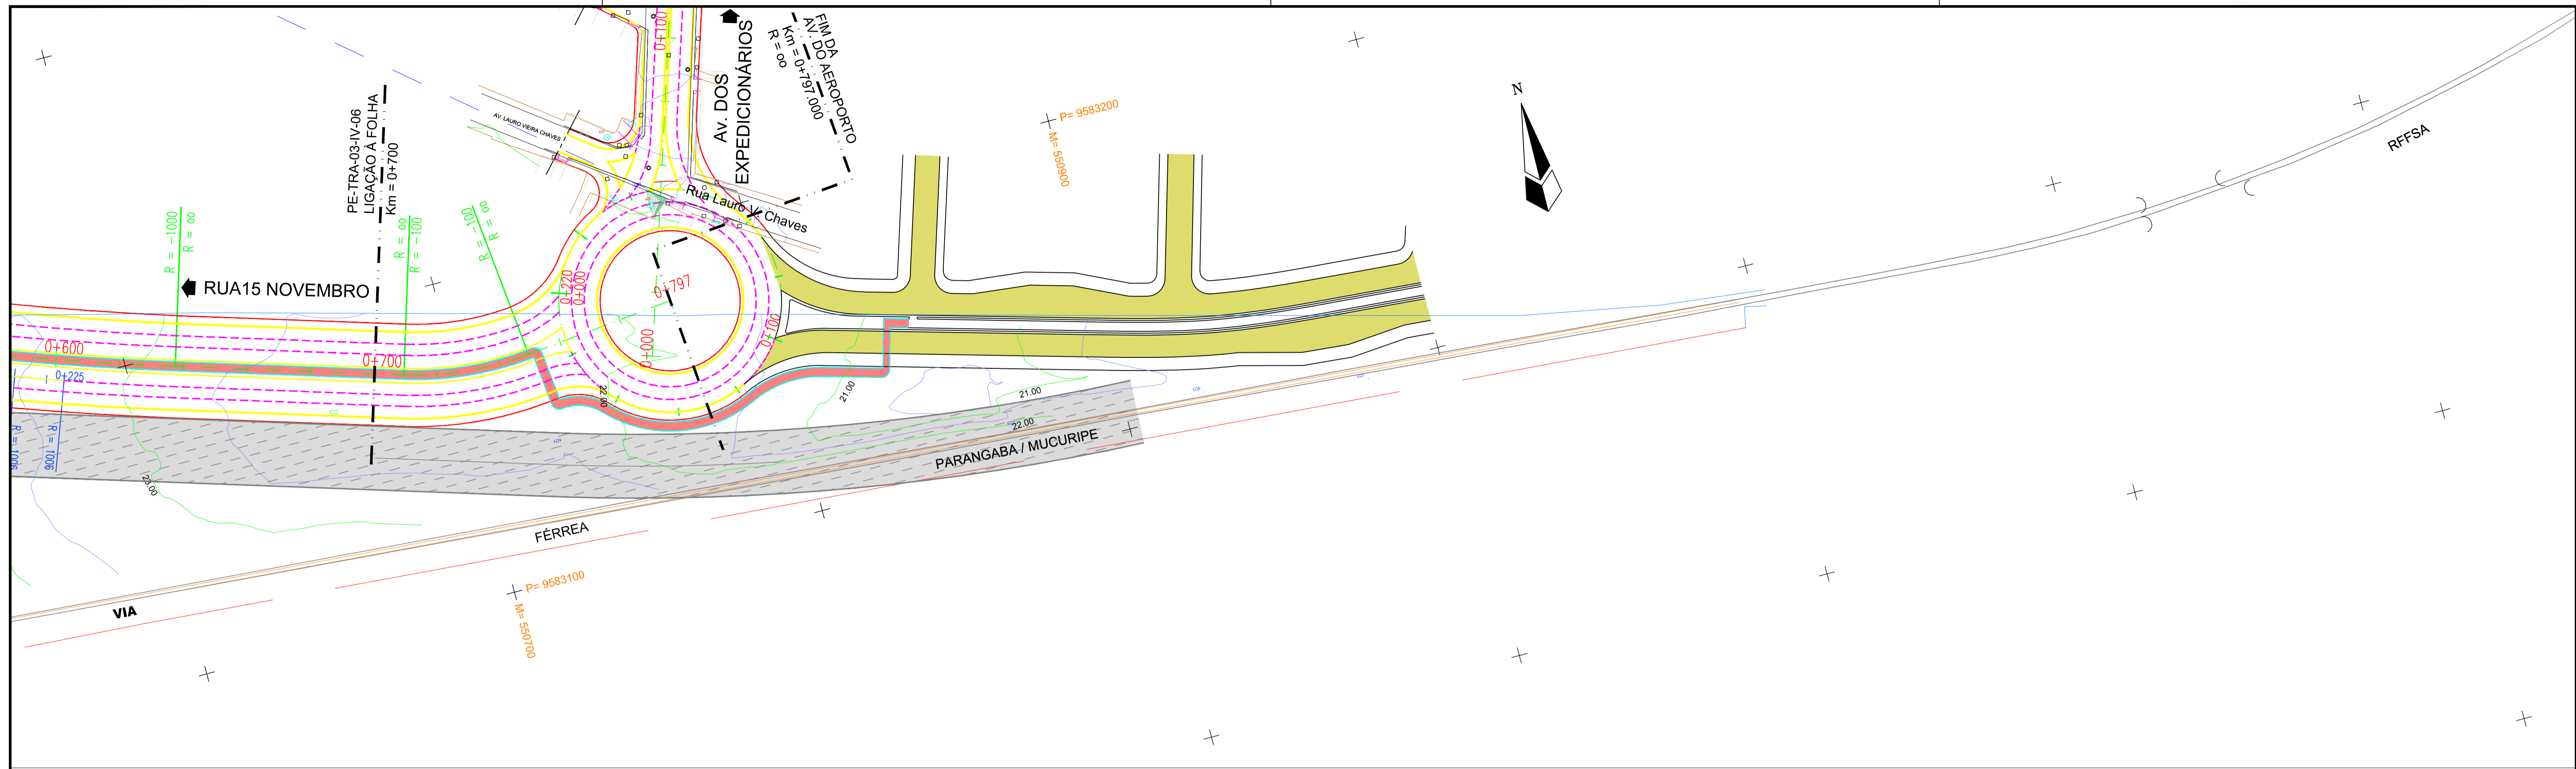 0+100
Av. DOS
EXPEDICIONÁRIOS
FIM DA
AV. DO AEROPORTO
Km = 0+797.000
R = oo
PE-TRA-03-IV-06
LIGAÇÃO À FOLHA
Km = 0+700
AV. LAURO VIEIRA CHAVES
Rua Lauro V. Chaves
P= 9583200
M= 550900
N
RFFSA
R = -1000
R = oo
R = oo
R = -100
R = -100
R = oo
RUA15 NOVEMBRO
0+220
0+000
0+797
0+000
0+100
0+600
0+700
0+225
R = 1006
R = 1006
22.00
21.00
21.00
22.00
23.00
PARANGABA / MUCURIPE
FÉRREA
VIA
P= 9583100
M= 550700